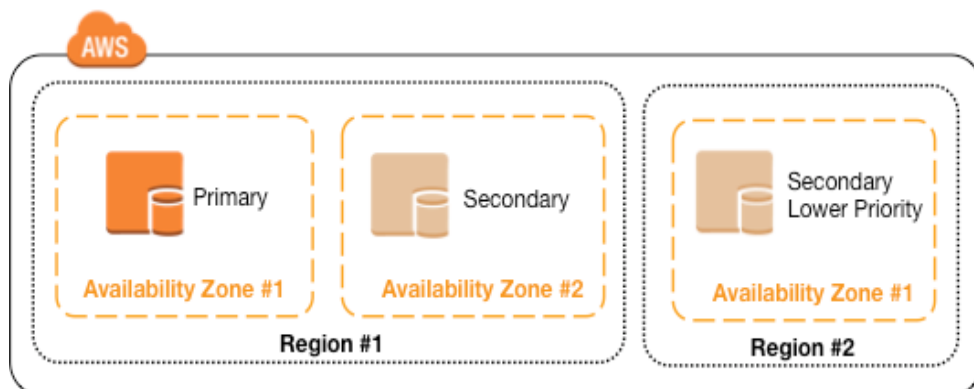 AWS
Primary
Availability Zone #1
Secondary
Availability Zone #2
Region #1
Secondary
Lower Priority
Availability Zone #1
Region #2